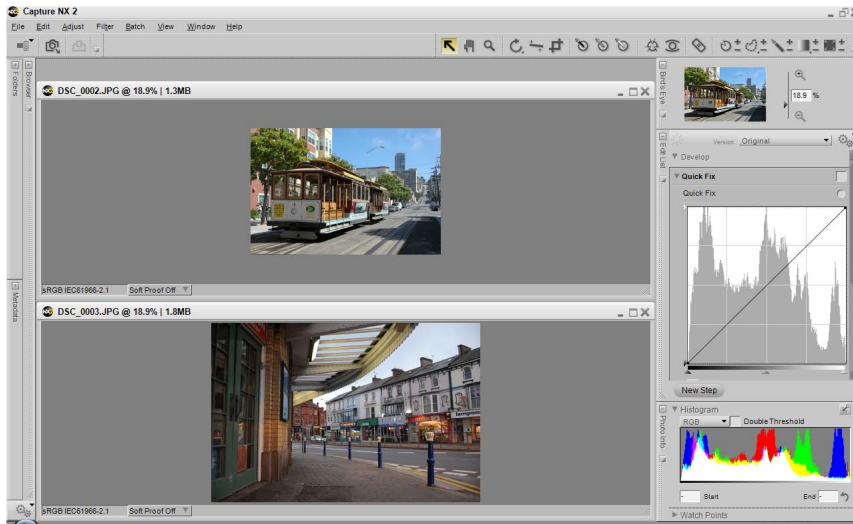 Capture NX 2
File Edit Adjust Filter Batch View Window Help
Folders
Browser
Metadata
DSC_0002.JPG @ 18.9% | 1.3MB
sRGB IEC61966-2.1 Soft Proof Off
DSC_0003.JPG @ 18.9% | 1.8MB
sRGB IEC61966-2.1 Soft Proof Off
Bird's Eye
18.9 %
Edit List
Version Original
Develop
Quick Fix
Quick Fix
New Step
Photo Info
Histogram
RGB Double Threshold
- Start End -
Watch Points